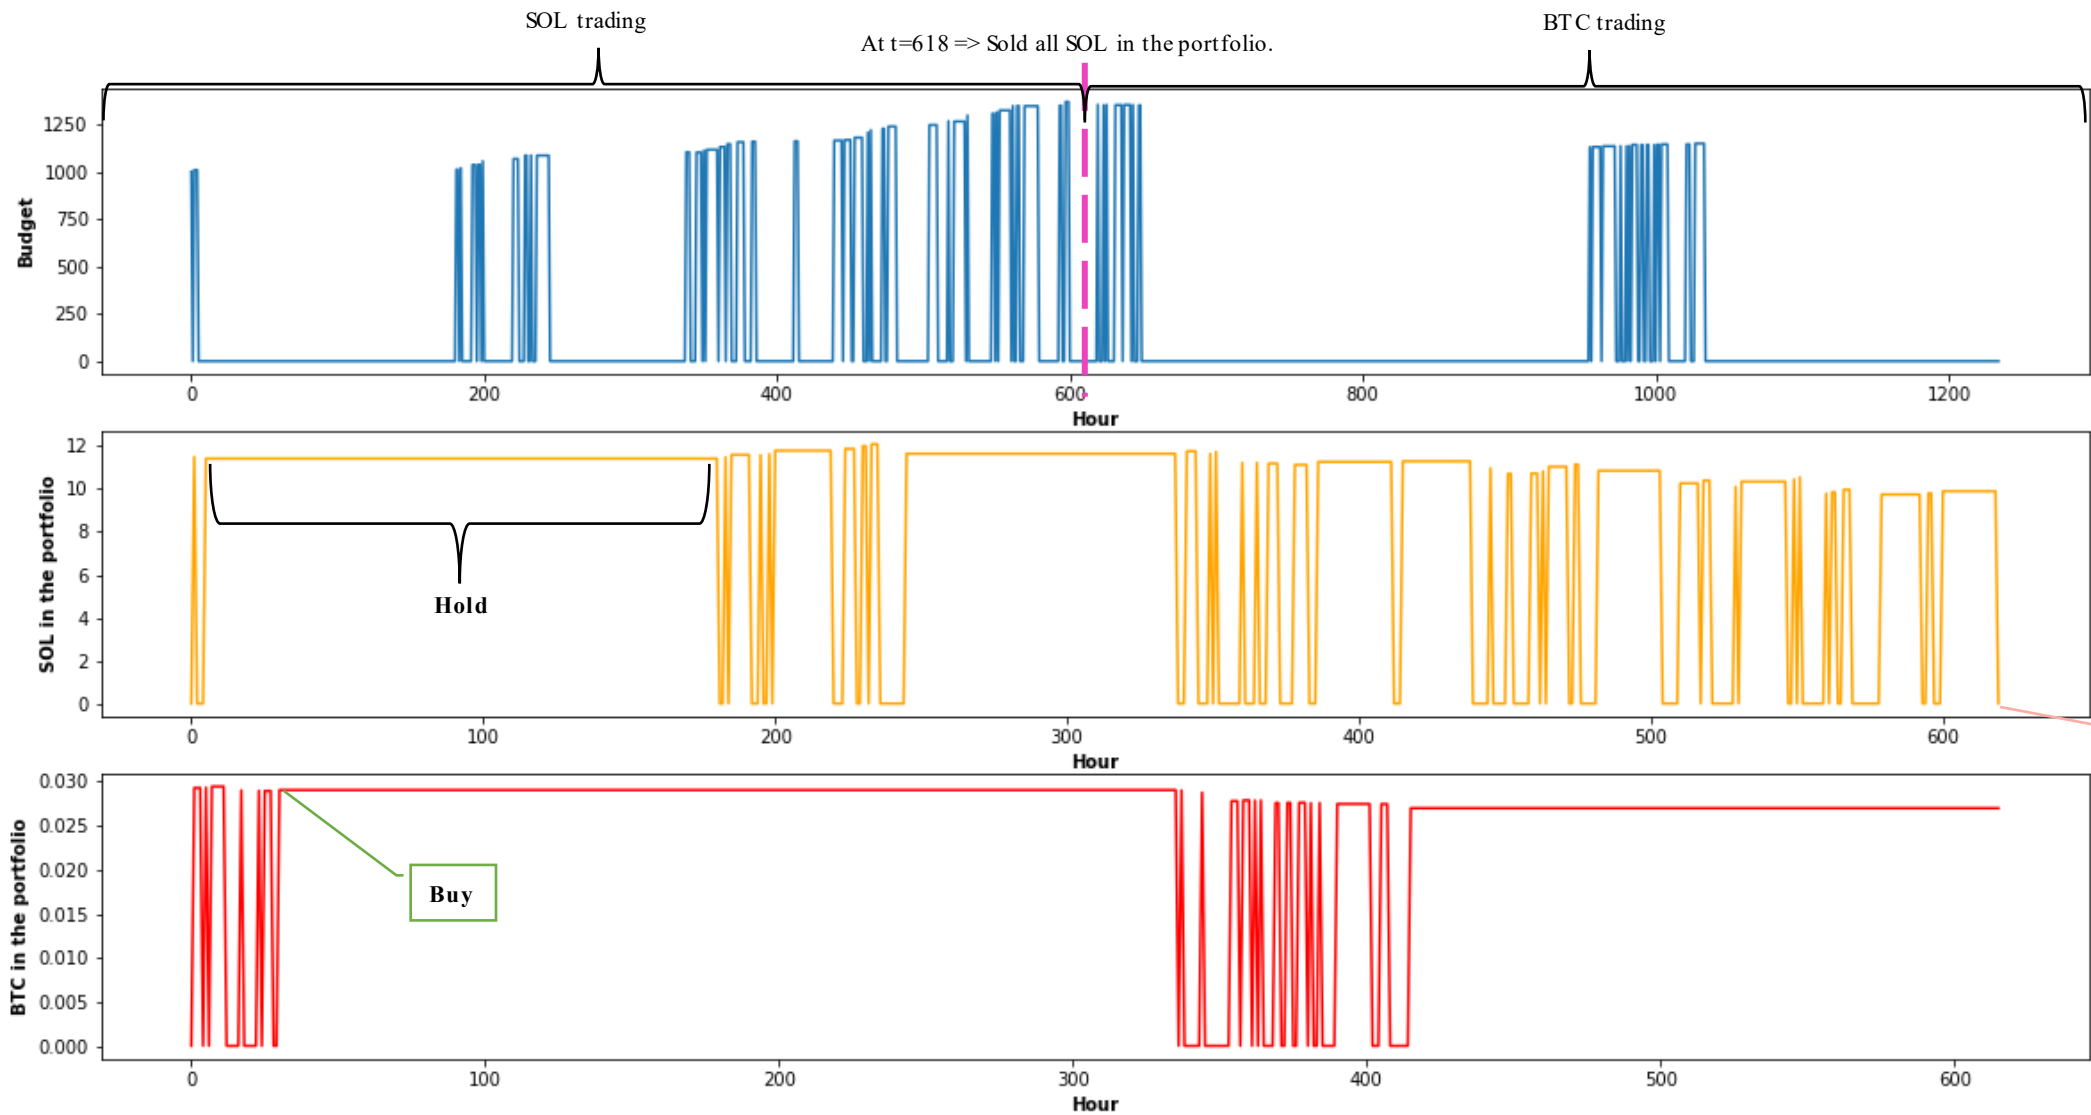 SOL trading
BTC trading
At t=618 => Sold all SOL in the portfolio.
Budget
1250
1000
750
500
250
0
0 200 400 600 800 1000 1200
Hour
SOL in the portfolio
12
10
8
6
4
2
0
Hold
0 100 200 300 400 500 600
Hour
BTC in the portfolio
0.030
0.025
0.020
0.015
0.010
0.005
0.000
Buy
0 100 200 300 400 500 600
Hour